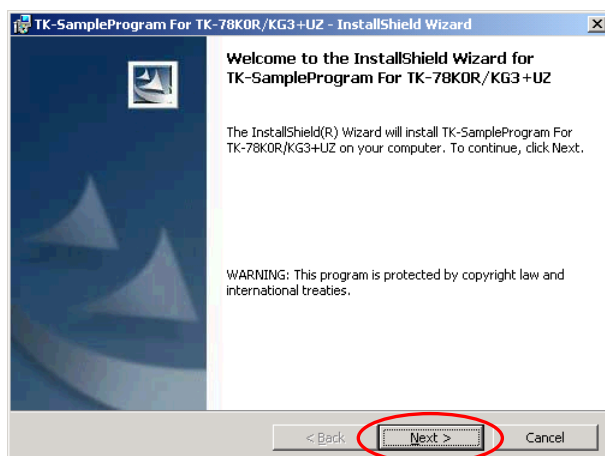 TK-SampleProgram For TK-78K0R/KG3+UZ - InstallShield Wizard
Welcome to the InstallShield Wizard for
TK-SampleProgram For TK-78K0R/KG3+UZ
The InstallShield(R) Wizard will install TK-SampleProgram For
TK-78K0R/KG3+UZ on your computer. To continue, click Next.
WARNING: This program is protected by copyright law and
international treaties.
< Back Next > Cancel